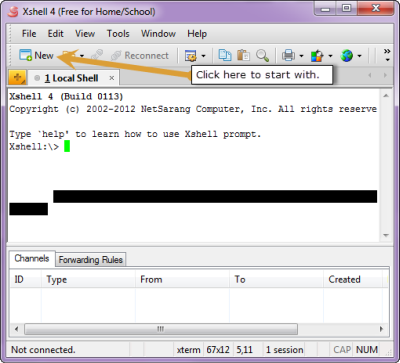 Xshell 4 (Free for Home/School)
File Edit View Tools Window Help
New Reconnect »
Click here to start with.
1 Local Shell ×
Xshell 4 (Build 0113)
Copyright (c) 2002-2012 NetSarang Computer, Inc. All rights reserve
Type `help' to learn how to use Xshell prompt.
Xshell:\>
Channels Forwarding Rules
ID Type From To Created
Not connected. xterm 67x12 5,11 1 session CAP NUM